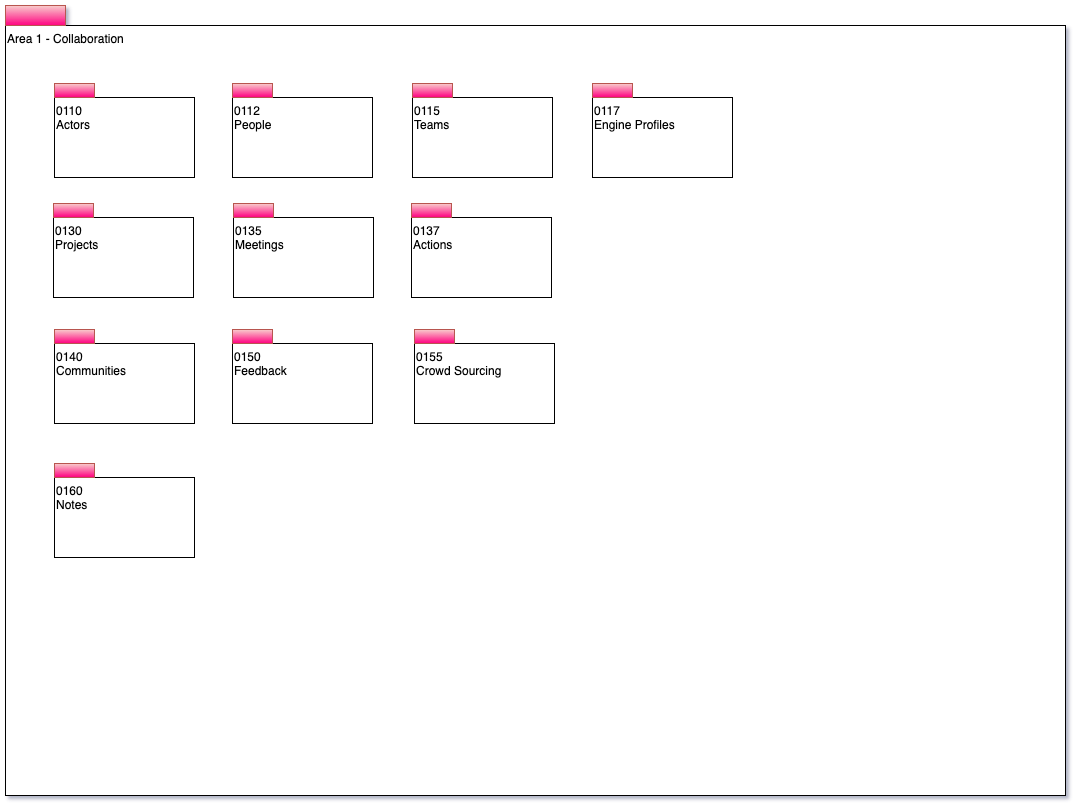 Area 1 - Collaboration
0110
Actors
0112
People
0115
Teams
0117
Engine Profiles
0130
Projects
0135
Meetings
0137
Actions
0140
Communities
0150
Feedback
0155
Crowd Sourcing
0160
Notes